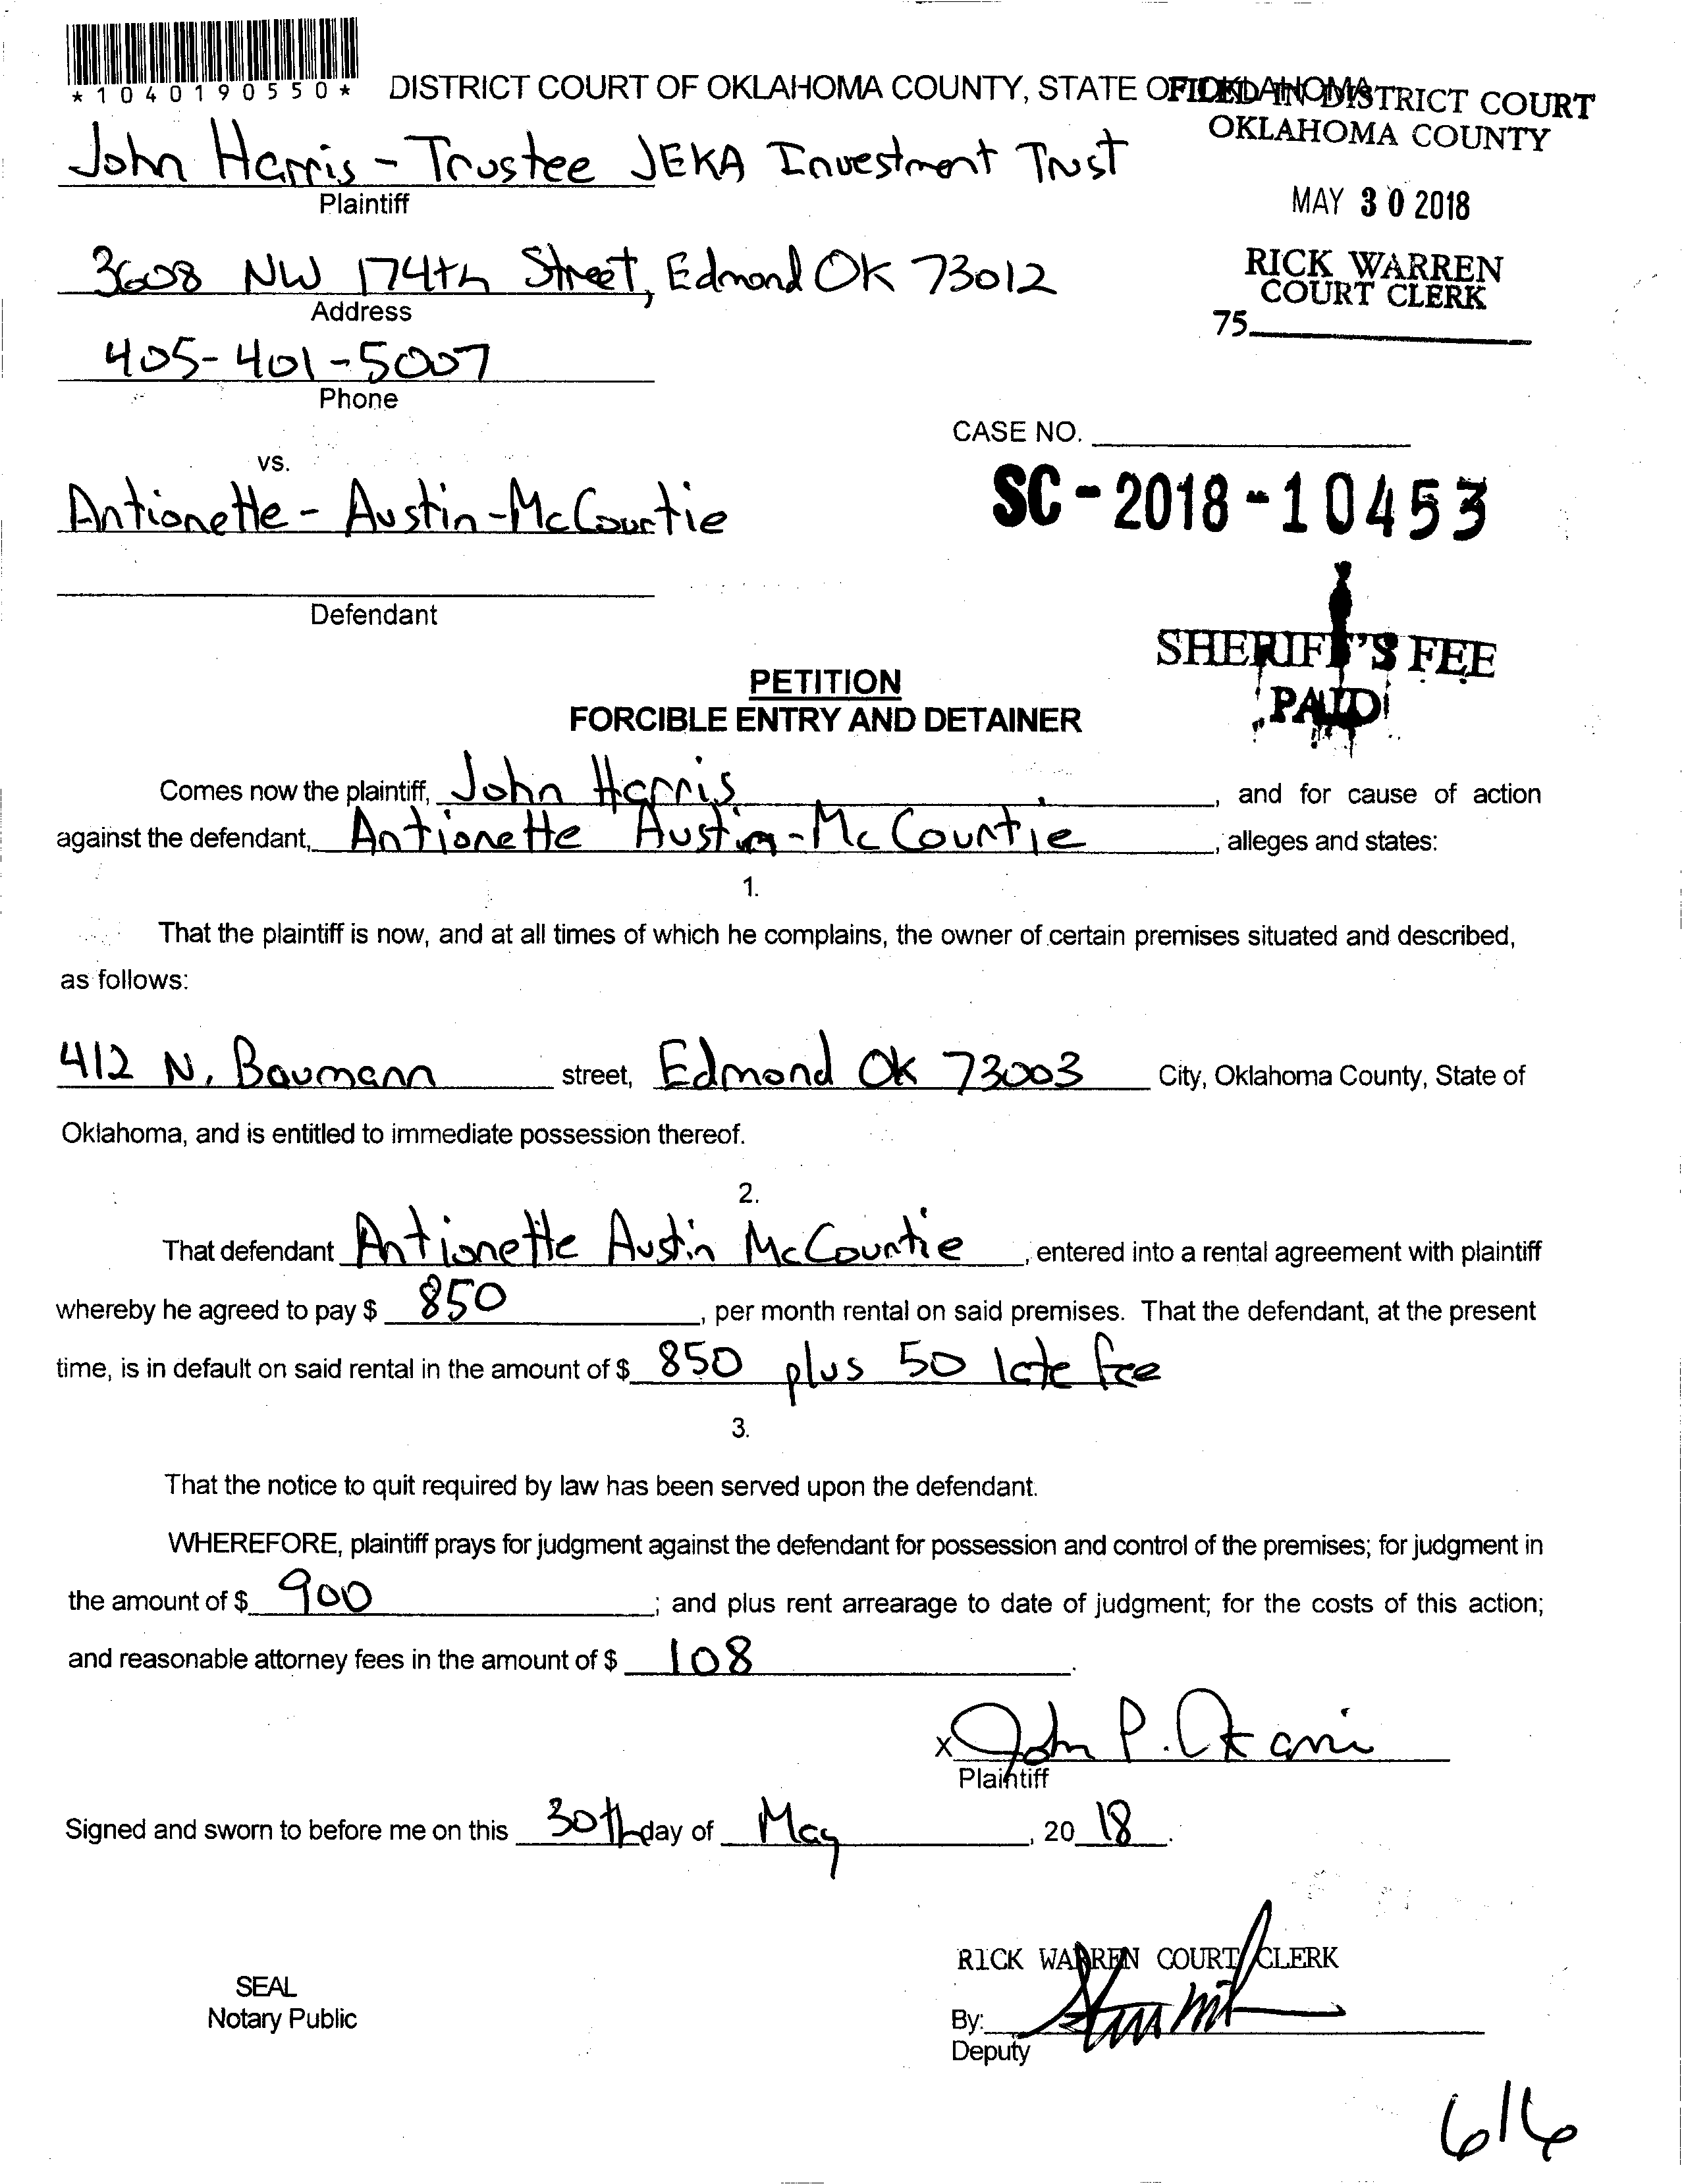 *1040190550*
DISTRICT COURT OF OKLAHOMA COUNTY, STATE OF OKLAHOMA
FILED IN DISTRICT COURT
OKLAHOMA COUNTY
John Harris - Trustee JEKA Investment Trust
Plaintiff
MAY 30 2018
3608 NW 174th Street, Edmond OK 73012
Address
RICK WARREN
COURT CLERK
75
405-401-5007
Phone
CASE NO.
vs.
SC-2018-10453
Antionette - Austin-McCourtie
Defendant
SHERIFF'S FEE
PAID
PETITION
FORCIBLE ENTRY AND DETAINER
Comes now the plaintiff, John Harris, and for cause of action
against the defendant, Antionette Austin-McCourtie, alleges and states:
1.
That the plaintiff is now, and at all times of which he complains, the owner of certain premises situated and described,
as follows:
412 N. Baumann street, Edmond OK 73003 City, Oklahoma County, State of
Oklahoma, and is entitled to immediate possession thereof.
2.
That defendant Antionette Austin McCourtie, entered into a rental agreement with plaintiff
whereby he agreed to pay $ 850, per month rental on said premises. That the defendant, at the present
time, is in default on said rental in the amount of $ 850 plus 50 late fee
3.
That the notice to quit required by law has been served upon the defendant.
WHEREFORE, plaintiff prays for judgment against the defendant for possession and control of the premises; for judgment in
the amount of $ 900; and plus rent arrearage to date of judgment; for the costs of this action;
and reasonable attorney fees in the amount of $ 108.
x John P. Harris
Plaintiff
Signed and sworn to before me on this 30th day of May, 2018.
RICK WARREN COURT CLERK
SEAL
Notary Public
By:
Deputy
616